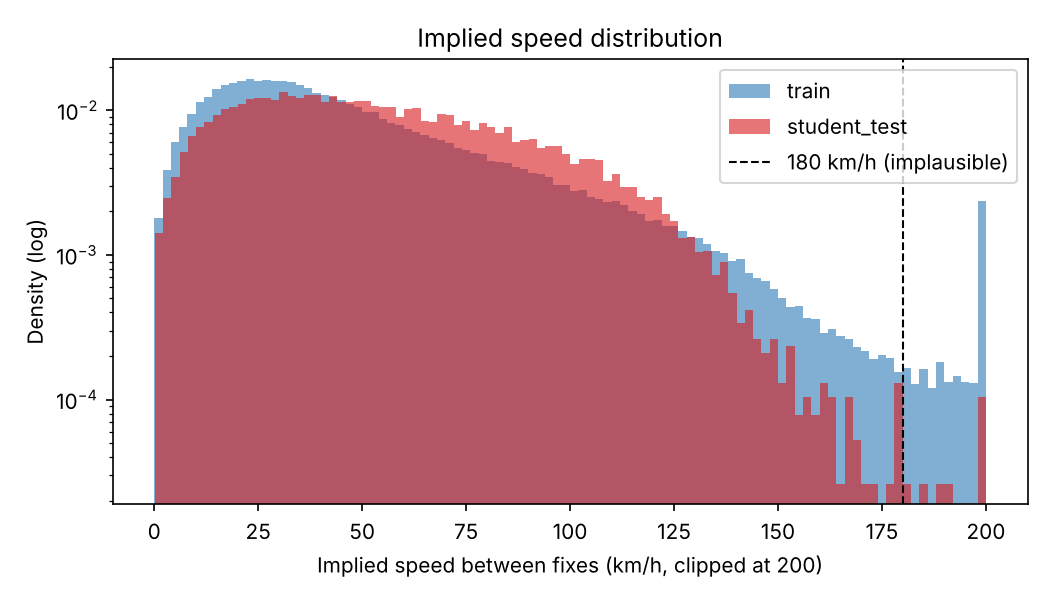 Implied speed distribution
train
student_test
180 km/h (implausible)
Density (log)
10⁻²
10⁻³
10⁻⁴
0 25 50 75 100 125 150 175 200
Implied speed between fixes (km/h, clipped at 200)